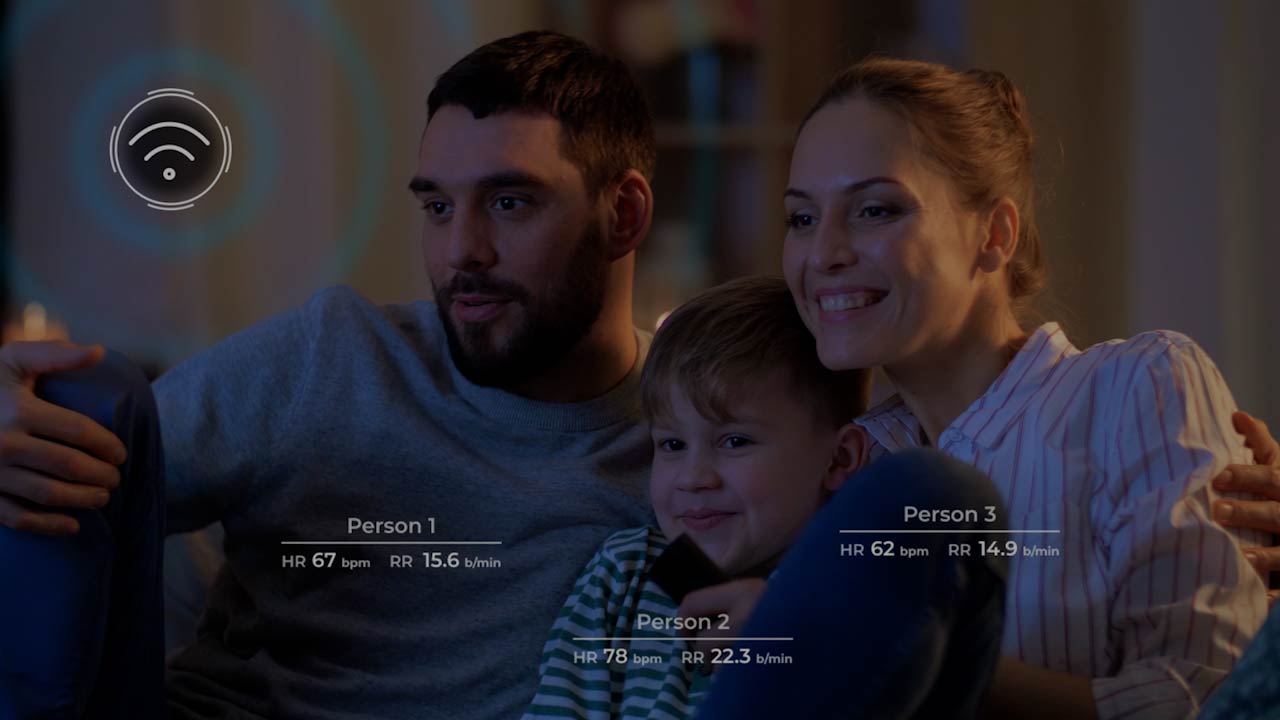 Person 1
HR 67 bpm RR 15.6 b/min
Person 2
HR 78 bpm RR 22.3 b/min
Person 3
HR 62 bpm RR 14.9 b/min